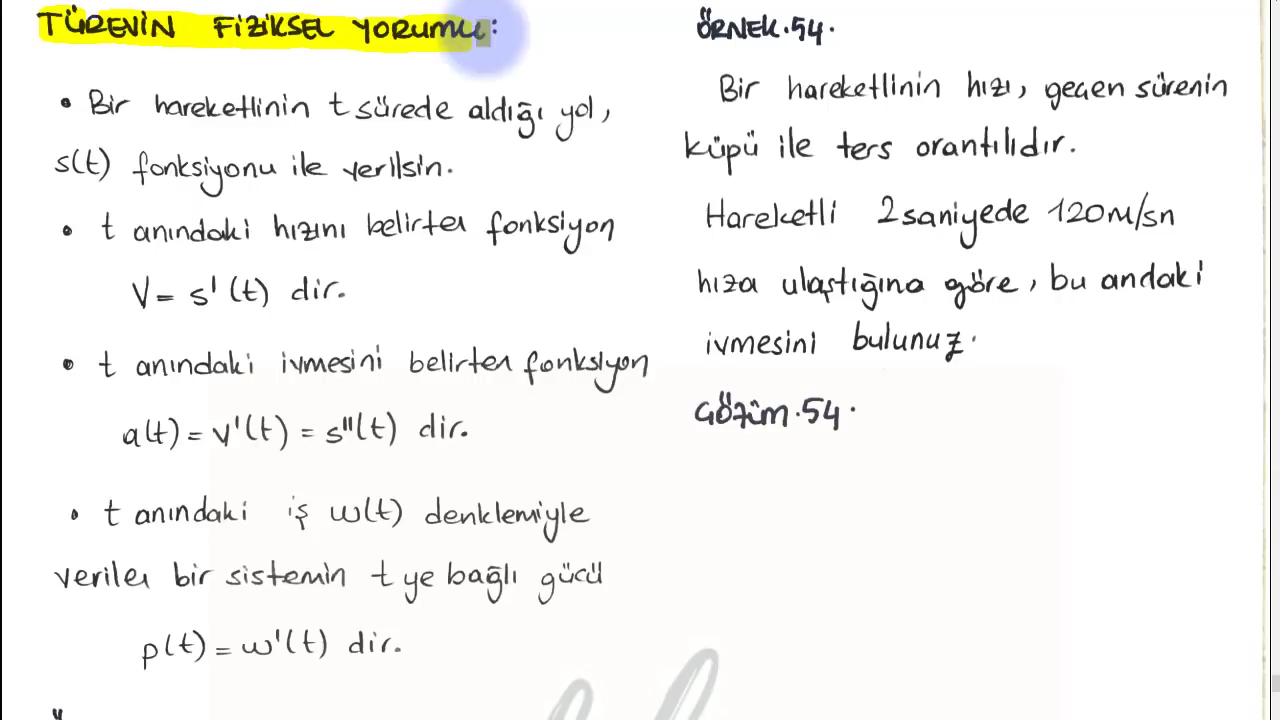 TÜREVİN FİZİKSEL YORUMU:
• Bir hareketlinin t sürede aldığı yol,
s(t) fonksiyonu ile verilsin.
• t anındaki hızını belirten fonksiyon
V= s'(t) dir.
• t anındaki ivmesini belirten fonksiyon
a(t) = v'(t) = s''(t) dir.
• t anındaki iş w(t) denklemiyle
verilen bir sistemin t ye bağlı gücü
p(t) = w'(t) dir.
ÖRNEK.54.
Bir hareketlinin hızı, geçen sürenin
küpü ile ters orantılıdır.
Hareketli 2 saniyede 120 m/sn
hıza ulaştığına göre, bu andaki
ivmesini bulunuz.
ÇÖZÜM.54.